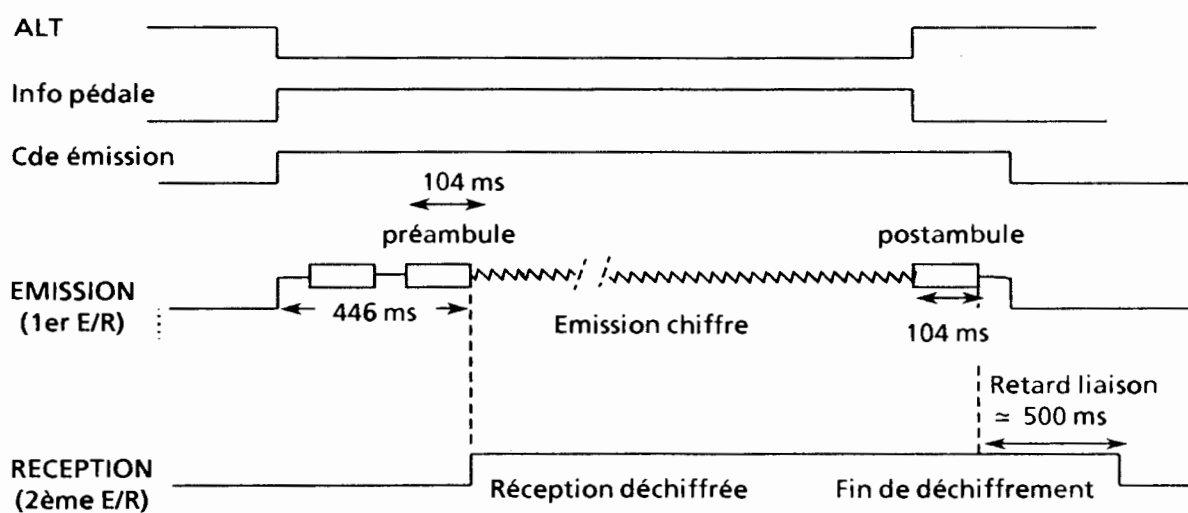 ALT
Info pédale
Cde émission
104 ms
préambule
postambule
EMISSION
(1er E/R)
446 ms
Emission chiffre
104 ms
Retard liaison
≃ 500 ms
RECEPTION
(2ème E/R)
Réception déchiffrée
Fin de déchiffrement